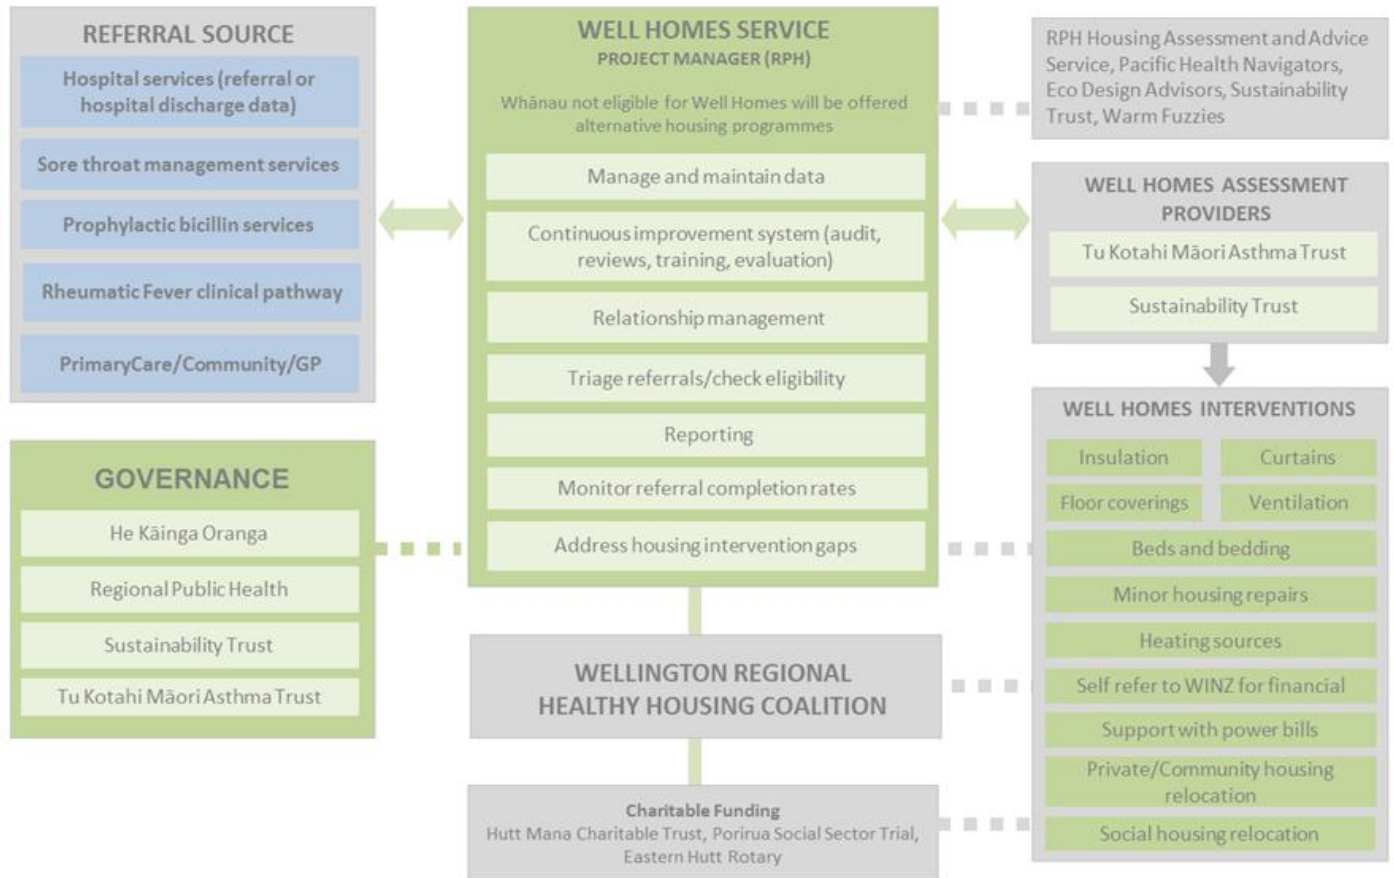 REFERRAL SOURCE
Hospital services (referral or
hospital discharge data)
Sore throat management services
Prophylactic bicillin services
Rheumatic Fever clinical pathway
PrimaryCare/Community/GP
GOVERNANCE
He Kāinga Oranga
Regional Public Health
Sustainability Trust
Tu Kotahi Māori Asthma Trust
WELL HOMES SERVICE
PROJECT MANAGER (RPH)
Whānau not eligible for Well Homes will be offered
alternative housing programmes
Manage and maintain data
Continuous improvement system (audit,
reviews, training, evaluation)
Relationship management
Triage referrals/check eligibility
Reporting
Monitor referral completion rates
Address housing intervention gaps
WELLINGTON REGIONAL
HEALTHY HOUSING COALITION
Charitable Funding
Hutt Mana Charitable Trust, Porirua Social Sector Trial,
Eastern Hutt Rotary
RPH Housing Assessment and Advice
Service, Pacific Health Navigators,
Eco Design Advisors, Sustainability
Trust, Warm Fuzzies
WELL HOMES ASSESSMENT
PROVIDERS
Tu Kotahi Māori Asthma Trust
Sustainability Trust
WELL HOMES INTERVENTIONS
Insulation
Curtains
Floor coverings
Ventilation
Beds and bedding
Minor housing repairs
Heating sources
Self refer to WINZ for financial
Support with power bills
Private/Community housing
relocation
Social housing relocation